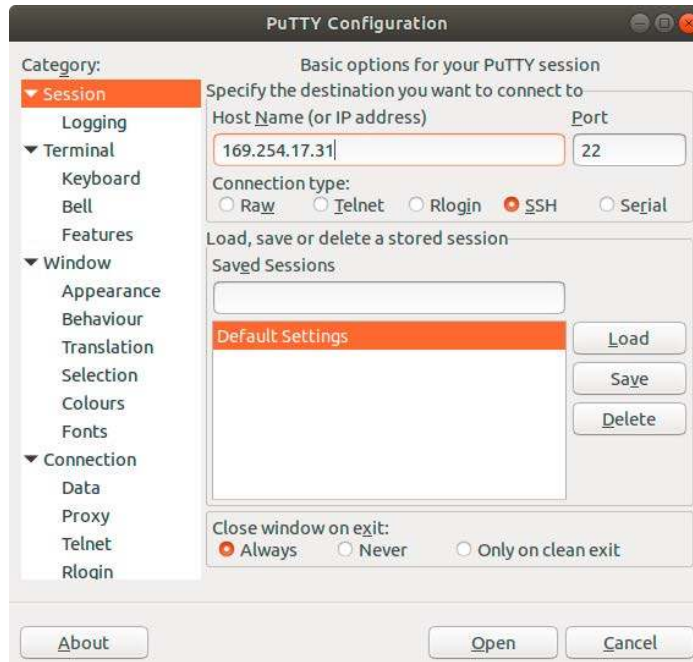 PuTTY Configuration
Category:
Session
Logging
Terminal
Keyboard
Bell
Features
Window
Appearance
Behaviour
Translation
Selection
Colours
Fonts
Connection
Data
Proxy
Telnet
Rlogin
Basic options for your PuTTY session
Specify the destination you want to connect to
Host Name (or IP address) Port
169.254.17.31 22
Connection type:
Raw Telnet Rlogin SSH Serial
Load, save or delete a stored session
Saved Sessions
Default Settings
Load
Save
Delete
Close window on exit:
Always Never Only on clean exit
About Open Cancel